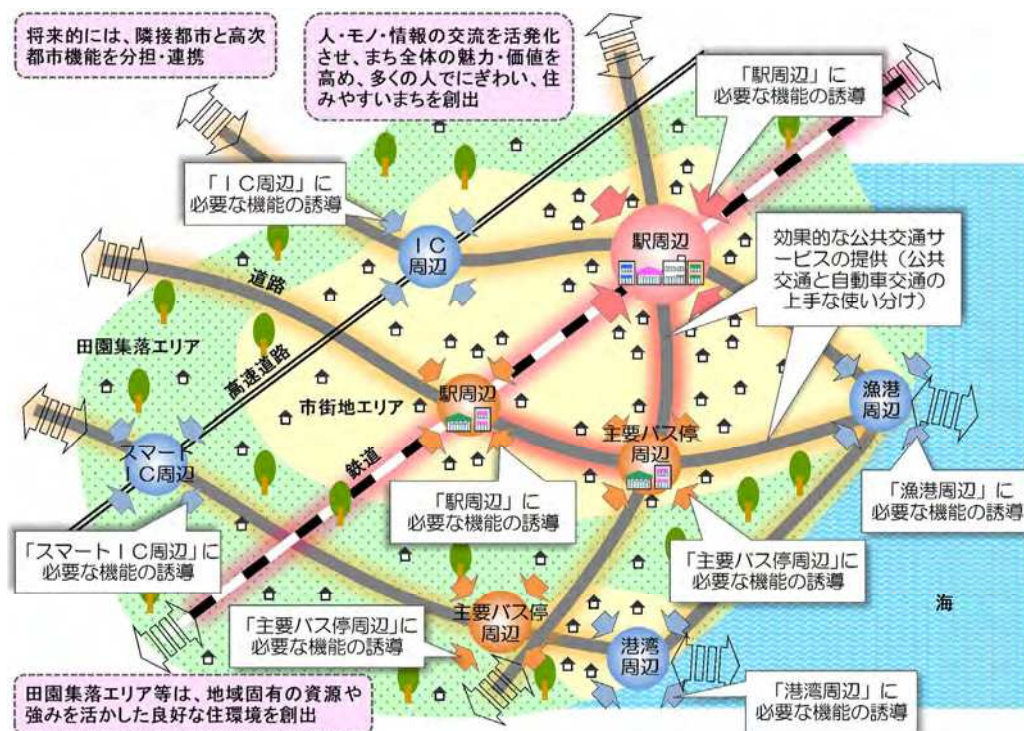 将来的には、隣接都市と高次
都市機能を分担・連携
人・モノ・情報の交流を活発化
させ、まち全体の魅力・価値を
高め、多くの人でにぎわい、住
みやすいまちを創出
「駅周辺」に
必要な機能の誘導
「ＩＣ周辺」に
必要な機能の誘導
ＩＣ
周辺
駅周辺
効果的な公共交通サ
ービスの提供（公共
交通と自動車交通の
上手な使い分け）
道路
田園集落エリア
高速道路
市街地エリア
駅周辺
漁港
周辺
主要バス停
周辺
スマート
ＩＣ周辺
鉄道
「駅周辺」に
必要な機能の誘導
「漁港周辺」に
必要な機能の誘導
「スマートＩＣ周辺」に
必要な機能の誘導
「主要バス停周辺」に
必要な機能の誘導
海
主要バス停
周辺
「主要バス停周辺」に
必要な機能の誘導
港湾
周辺
田園集落エリア等は、地域固有の資源や
強みを活かした良好な住環境を創出
「港湾周辺」に
必要な機能の誘導